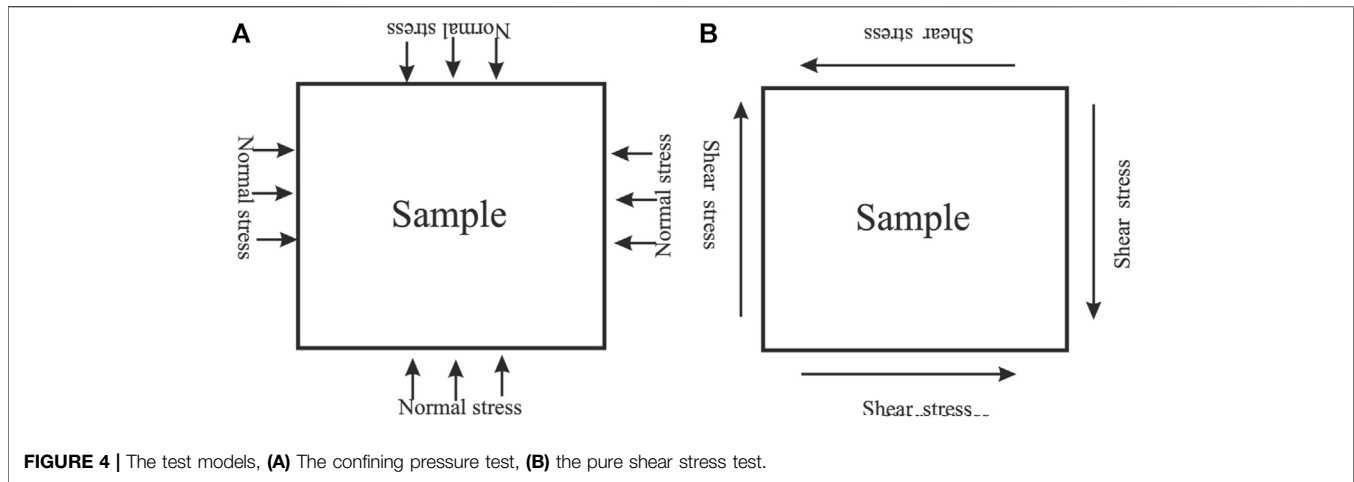 A
Normal stress
B
Shear stress
Normal stress
Sample
Normal stress
Shear stress
Sample
Shear stress
Normal stress
Shear stress
FIGURE 4 | The test models, (A) The confining pressure test, (B) the pure shear stress test.